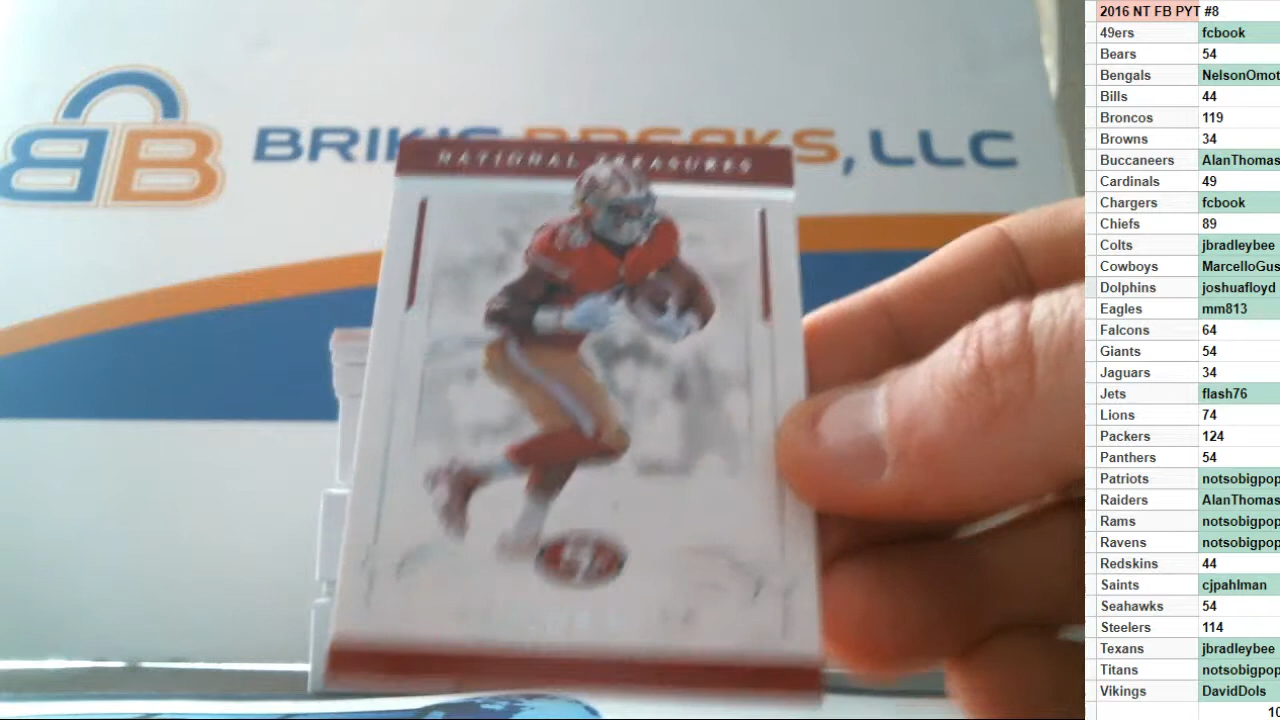 BRIKIS BREAKS, LLC
BB
NATIONAL TREASURES
2016 NT FB PYT #8
49ers fcbook
Bears 54
Bengals NelsonOmot
Bills 44
Broncos 119
Browns 34
Buccaneers AlanThomas
Cardinals 49
Chargers fcbook
Chiefs 89
Colts jbradleybee
Cowboys MarcelloGus
Dolphins joshuafloyd
Eagles mm813
Falcons 64
Giants 54
Jaguars 34
Jets flash76
Lions 74
Packers 124
Panthers 54
Patriots notsobigpop
Raiders AlanThomas
Rams notsobigpop
Ravens notsobigpop
Redskins 44
Saints cjpahlman
Seahawks 54
Steelers 114
Texans jbradleybee
Titans notsobigpop
Vikings DavidDols
10